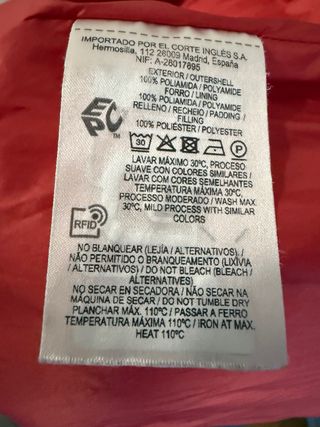 IMPORTADO POR EL CORTE INGLÉS S.A.
Hermosilla, 112 28009 Madrid, España
NIF: A-28017895
EXTERIOR / OUTERSHELL
100% POLIAMIDA / POLYAMIDE
FORRO / LINING
100% POLIAMIDA / POLYAMIDE
RELLENO / RECHEIO / PADDING /
FILLING
100% POLIÉSTER / POLYESTER
EPC™
30
LAVAR MÁXIMO 30ºC, PROCESO
SUAVE CON COLORES SIMILARES /
LAVAR COM CORES SEMELHANTES
TEMPERATURA MÁXIMA 30ºC,
PROCESSO MODERADO / WASH MAX.
30ºC, MILD PROCESS WITH SIMILAR
COLORS
RFID
NO BLANQUEAR (LEJÍA / ALTERNATIVOS) /
NÃO PERMITIDO O BRANQUEAMENTO (LIXÍVIA
/ ALTERNATIVOS) / DO NOT BLEACH (BLEACH /
ALTERNATIVES)
NO SECAR EN SECADORA / NÃO SECAR NA
MÁQUINA DE SECAR / DO NOT TUMBLE DRY
PLANCHAR MÁX. 110ºC / PASSAR A FERRO
TEMPERATURA MÁXIMA 110ºC / IRON AT MAX.
HEAT 110ºC